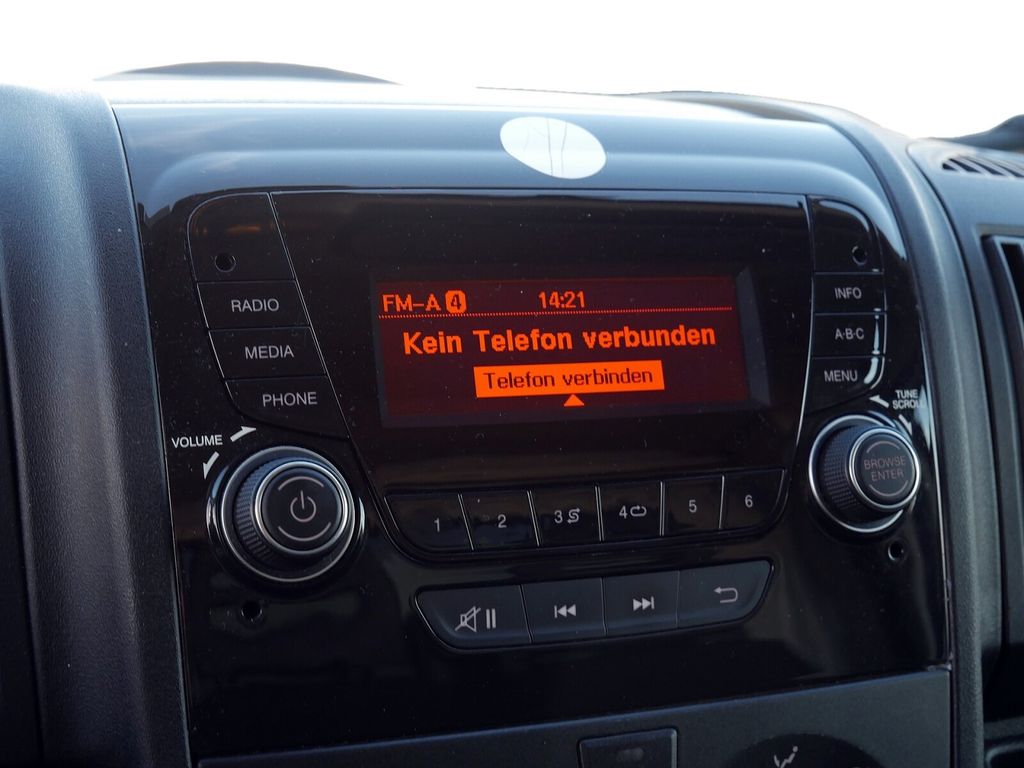 RADIO
MEDIA
PHONE
VOLUME
FM-A 4 14:21
Kein Telefon verbunden
Telefon verbinden
INFO
A·B·C
MENU
TUNE
SCROLL
BROWSE
ENTER
1 2 3 4 5 6